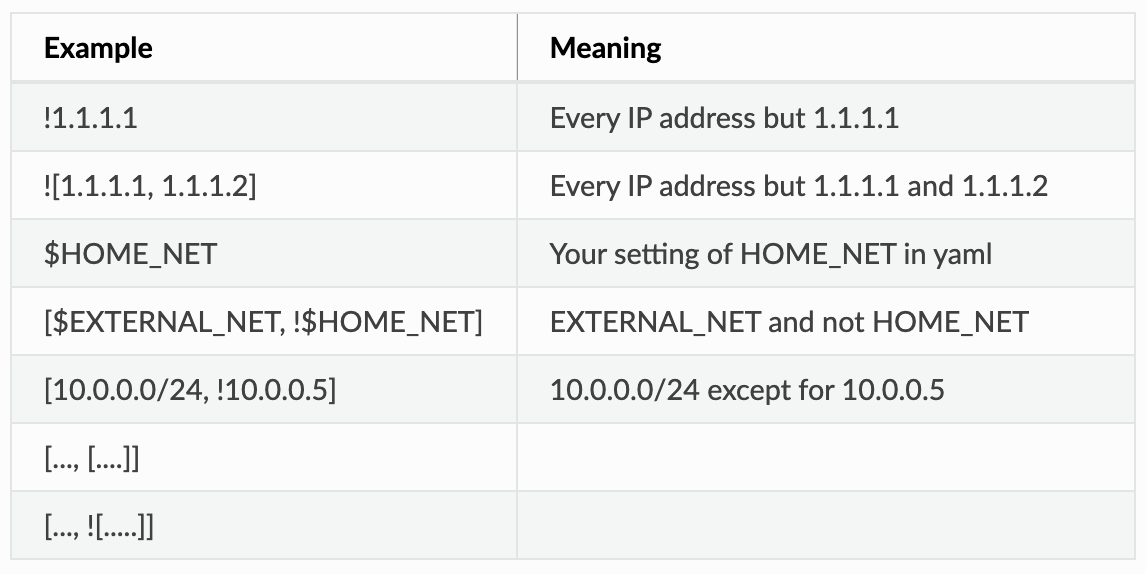 Example Meaning
!1.1.1.1 Every IP address but 1.1.1.1
![1.1.1.1, 1.1.1.2] Every IP address but 1.1.1.1 and 1.1.1.2
$HOME_NET Your setting of HOME_NET in yaml
[$EXTERNAL_NET, !$HOME_NET] EXTERNAL_NET and not HOME_NET
[10.0.0.0/24, !10.0.0.5] 10.0.0.0/24 except for 10.0.0.5
[..., [....]]
[..., ![.....]]